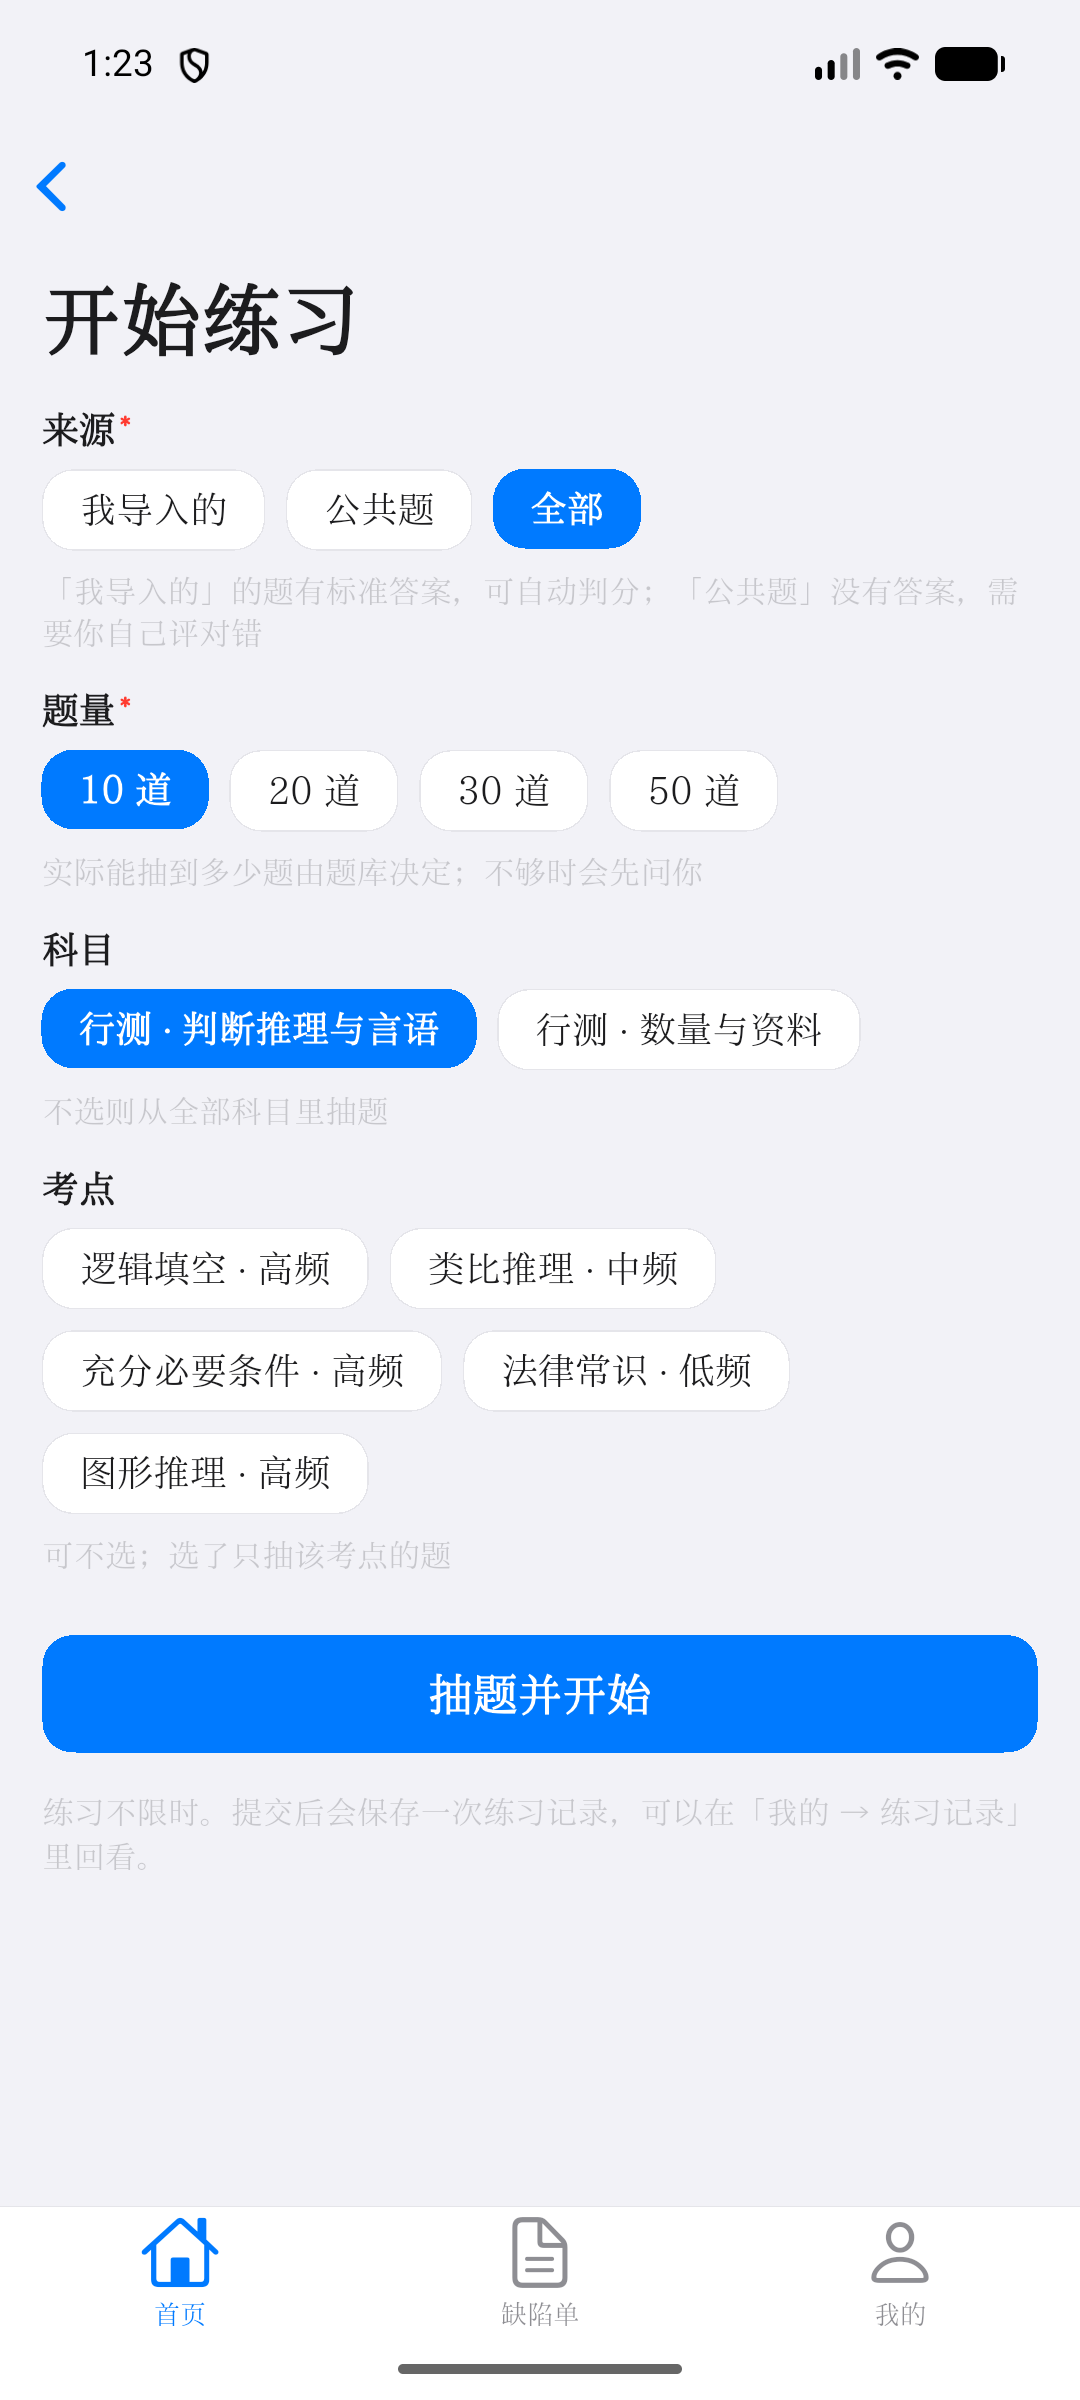 1:23
开始练习
来源*
我导入的 公共题 全部
「我导入的」的题有标准答案，可自动判分；「公共题」没有答案，需
要你自己评对错
题量*
10 道 20 道 30 道 50 道
实际能抽到多少题由题库决定；不够时会先问你
科目
行测 · 判断推理与言语 行测 · 数量与资料
不选则从全部科目里抽题
考点
逻辑填空 · 高频 类比推理 · 中频
充分必要条件 · 高频 法律常识 · 低频
图形推理 · 高频
可不选；选了只抽该考点的题
抽题并开始
练习不限时。提交后会保存一次练习记录，可以在「我的 → 练习记录」
里回看。
首页 缺陷单 我的